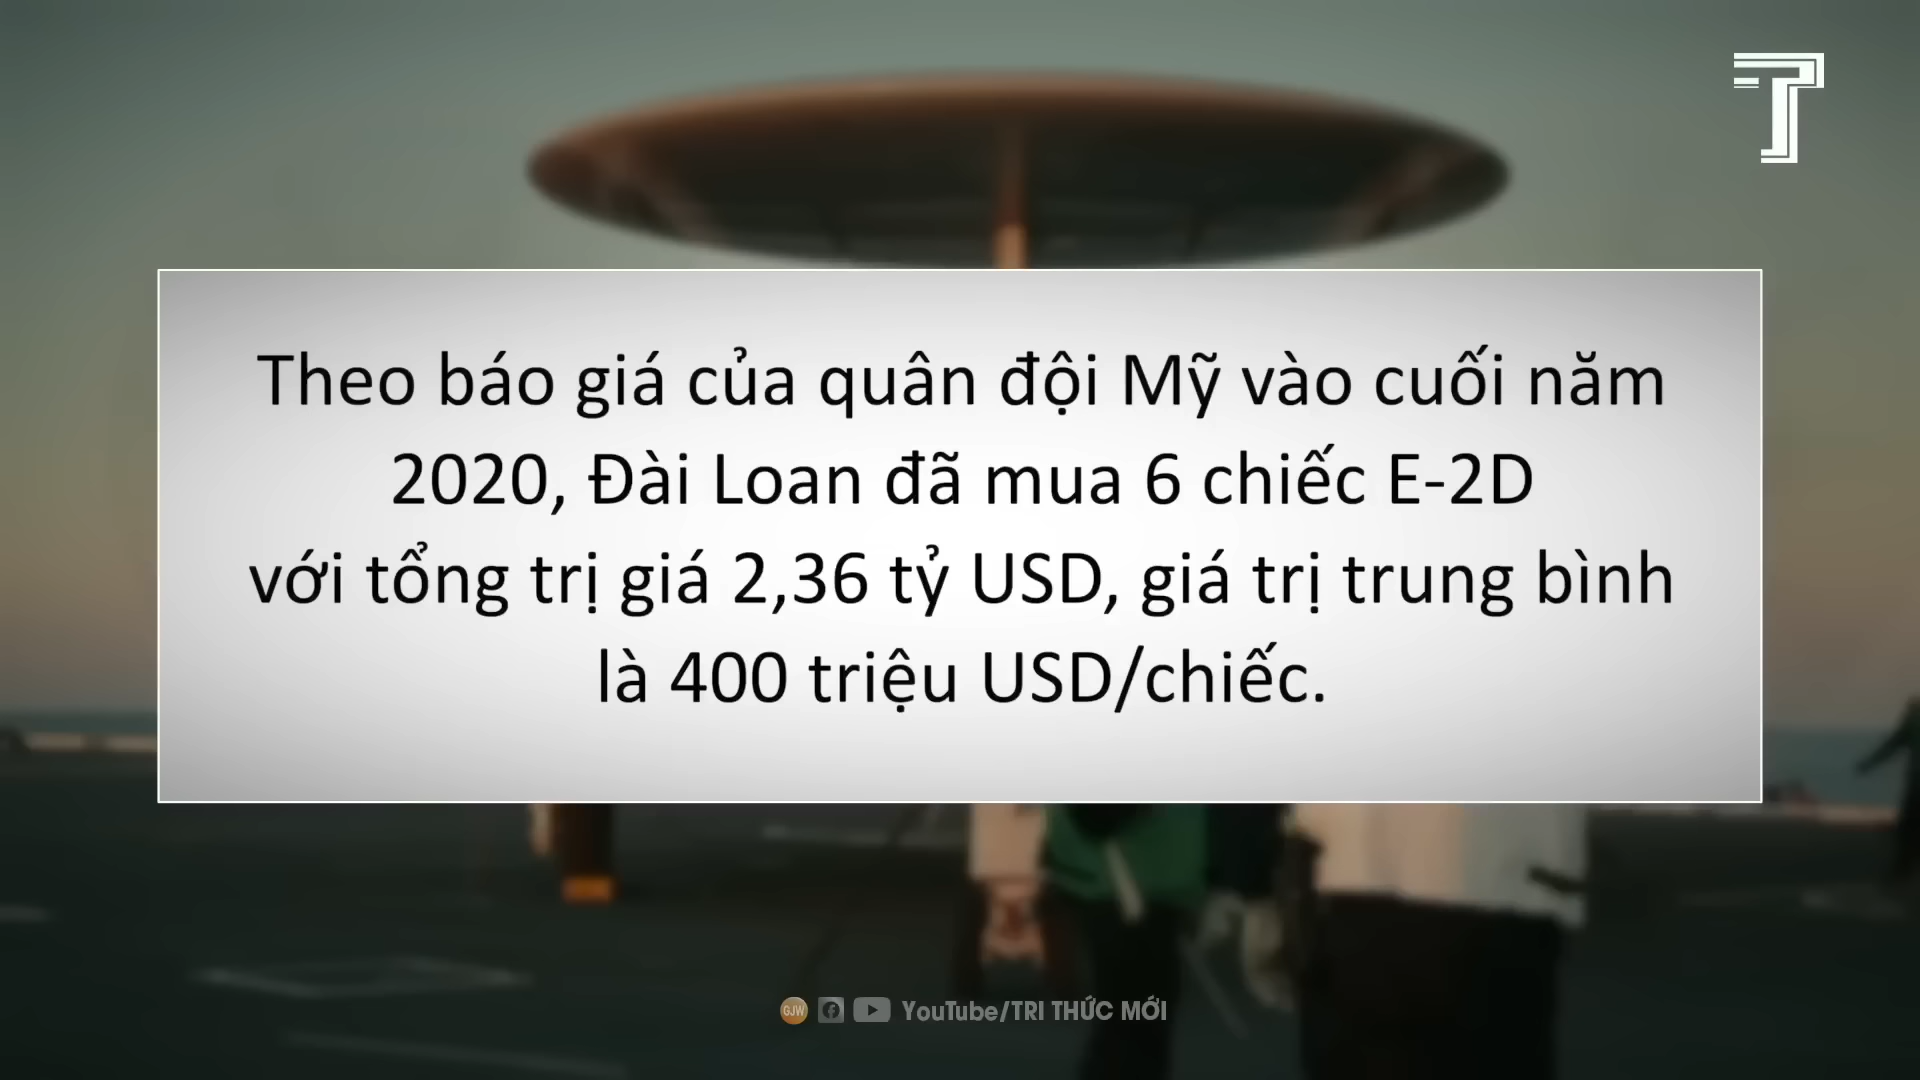 T
Theo báo giá của quân đội Mỹ vào cuối năm
2020, Đài Loan đã mua 6 chiếc E-2D
với tổng trị giá 2,36 tỷ USD, giá trị trung bình
là 400 triệu USD/chiếc.
GJW YouTube/TRI THỨC MỚI